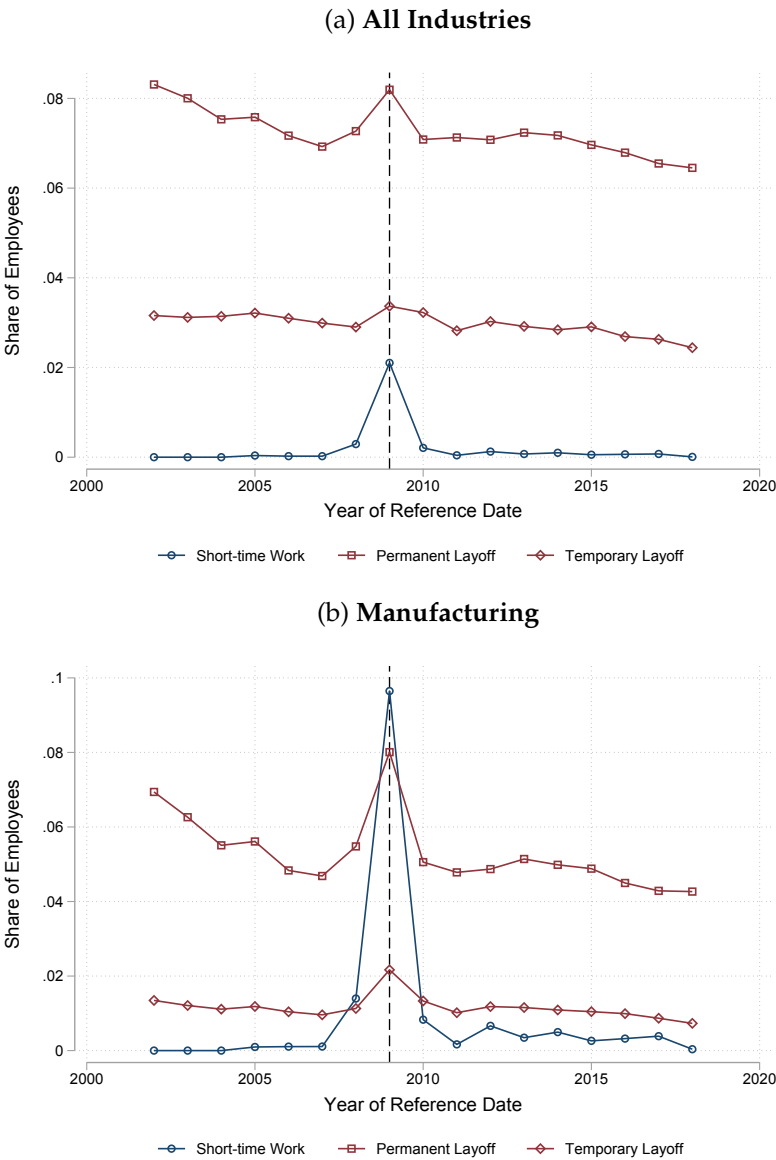 (a) All Industries
.08
.06
.04
.02
0
Share of Employees
2000 2005 2010 2015 2020
Year of Reference Date
Short-time Work Permanent Layoff Temporary Layoff
(b) Manufacturing
.1
.08
.06
.04
.02
0
Share of Employees
2000 2005 2010 2015 2020
Year of Reference Date
Short-time Work Permanent Layoff Temporary Layoff